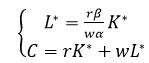 L* = rβ/wα K*
C = rK* + wL*